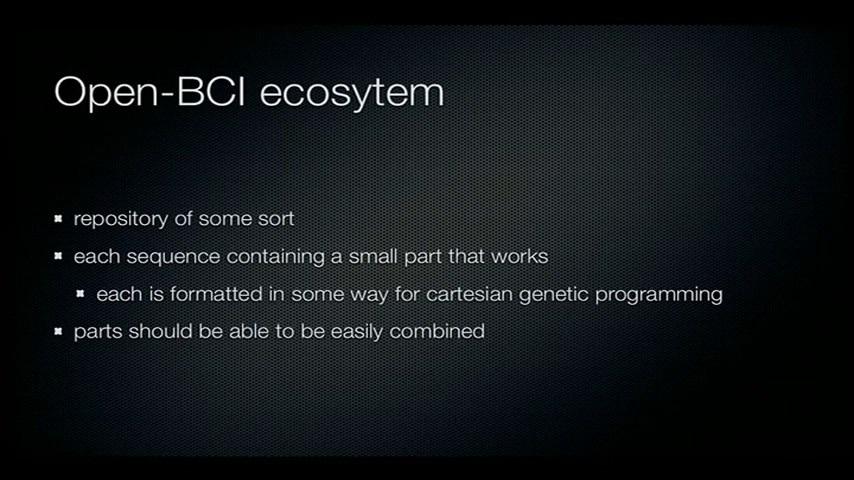 Open-BCI ecosytem
repository of some sort
each sequence containing a small part that works
each is formatted in some way for cartesian genetic programming
parts should be able to be easily combined